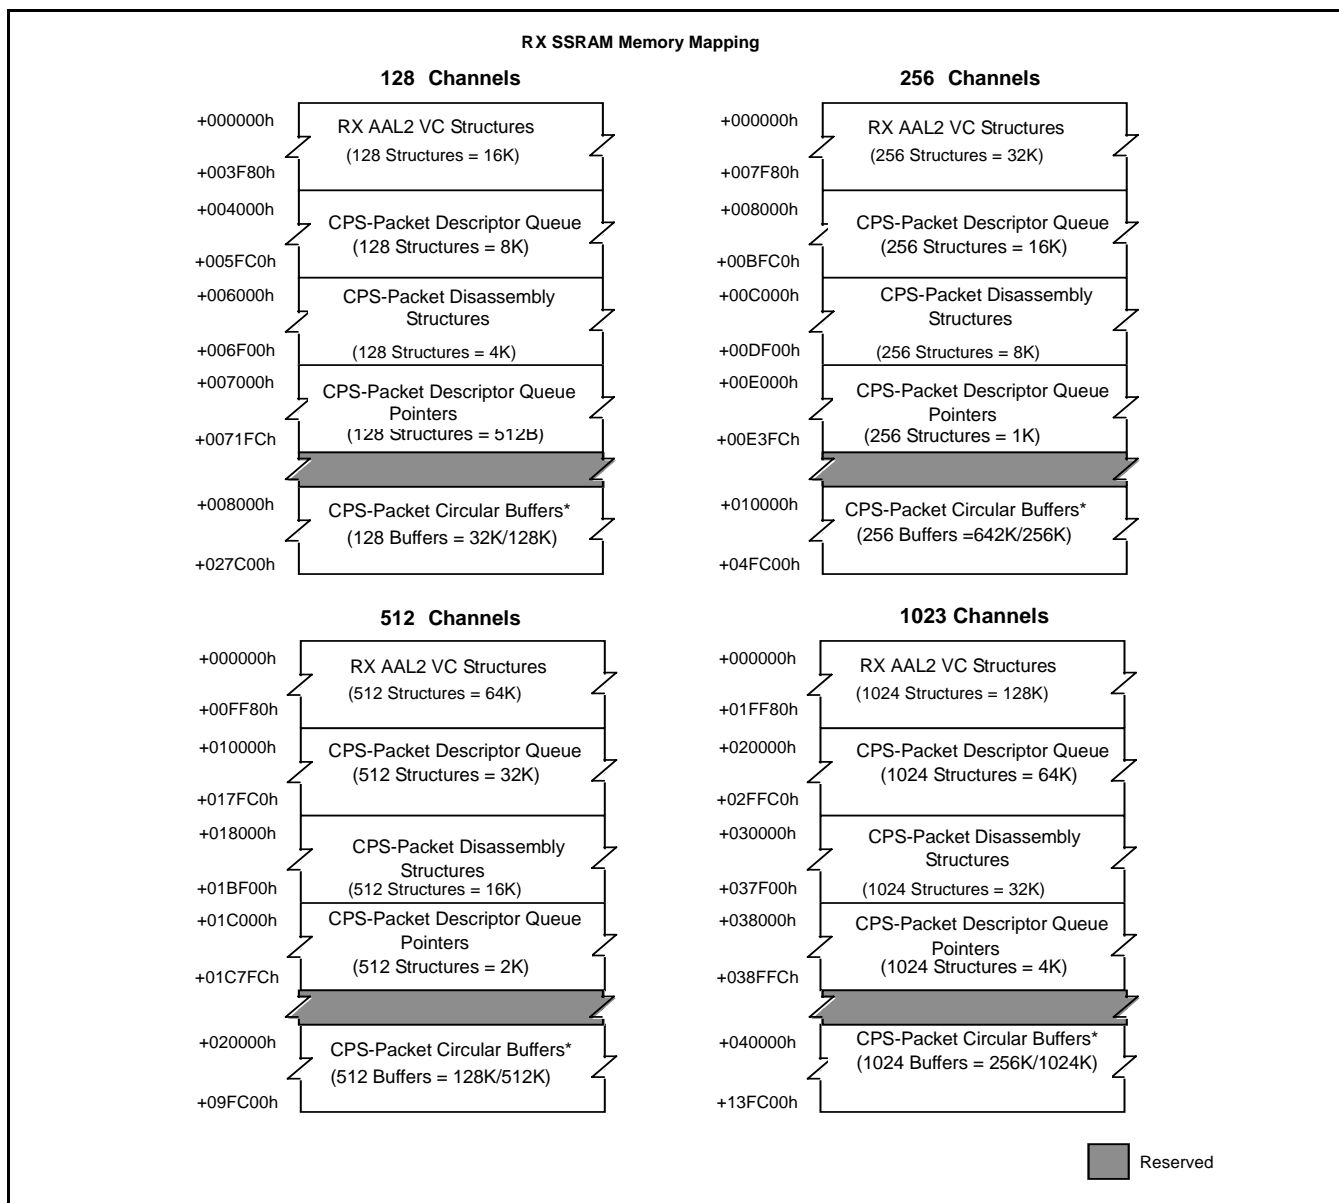 RX SSRAM Memory Mapping
128 Channels
+000000h
RX AAL2 VC Structures
(128 Structures = 16K)
+003F80h
+004000h
CPS-Packet Descriptor Queue
(128 Structures = 8K)
+005FC0h
+006000h
CPS-Packet Disassembly
Structures
+006F00h
(128 Structures = 4K)
+007000h
CPS-Packet Descriptor Queue
Pointers
(128 Structures = 512B)
+0071FCh
+008000h
CPS-Packet Circular Buffers*
(128 Buffers = 32K/128K)
+027C00h
256 Channels
+000000h
RX AAL2 VC Structures
(256 Structures = 32K)
+007F80h
+008000h
CPS-Packet Descriptor Queue
(256 Structures = 16K)
+00BFC0h
+00C000h
CPS-Packet Disassembly
Structures
+00DF00h
(256 Structures = 8K)
+00E000h
CPS-Packet Descriptor Queue
Pointers
+00E3FCh
(256 Structures = 1K)
+010000h
CPS-Packet Circular Buffers*
(256 Buffers =642K/256K)
+04FC00h
512 Channels
+000000h
RX AAL2 VC Structures
(512 Structures = 64K)
+00FF80h
+010000h
CPS-Packet Descriptor Queue
(512 Structures = 32K)
+017FC0h
+018000h
CPS-Packet Disassembly
Structures
+01BF00h
(512 Structures = 16K)
+01C000h
CPS-Packet Descriptor Queue
Pointers
(512 Structures = 2K)
+01C7FCh
+020000h
CPS-Packet Circular Buffers*
(512 Buffers = 128K/512K)
+09FC00h
1023 Channels
+000000h
RX AAL2 VC Structures
(1024 Structures = 128K)
+01FF80h
+020000h
CPS-Packet Descriptor Queue
(1024 Structures = 64K)
+02FFC0h
+030000h
CPS-Packet Disassembly
Structures
+037F00h
(1024 Structures = 32K)
+038000h
CPS-Packet Descriptor Queue
Pointers
(1024 Structures = 4K)
+038FFCh
+040000h
CPS-Packet Circular Buffers*
(1024 Buffers = 256K/1024K)
+13FC00h
Reserved